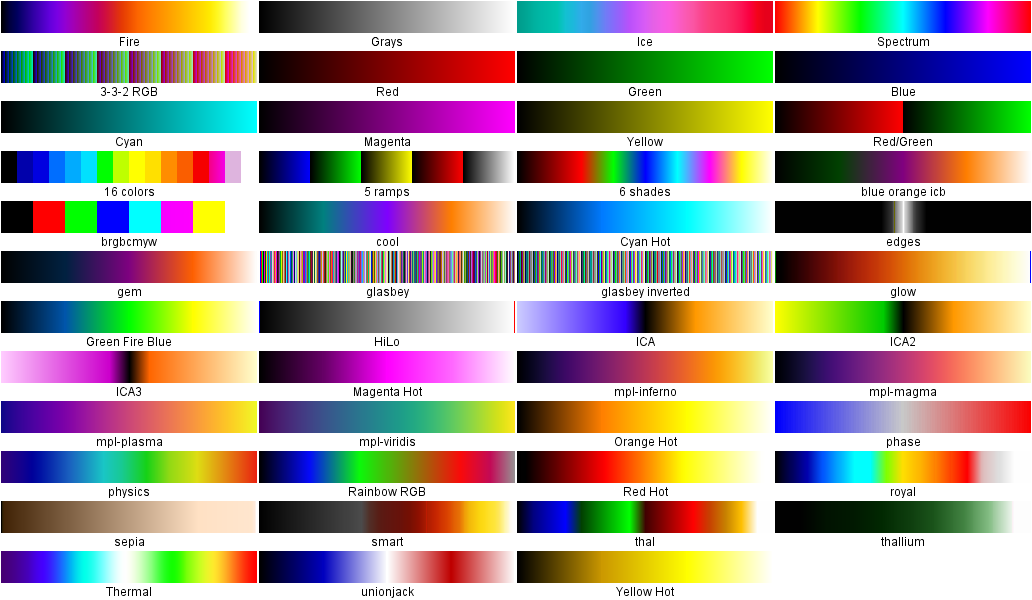 Fire Grays Ice Spectrum
3-3-2 RGB Red Green Blue
Cyan Magenta Yellow Red/Green
16 colors 5 ramps 6 shades blue orange icb
brgbcmyw cool Cyan Hot edges
gem glasbey glasbey inverted glow
Green Fire Blue HiLo ICA ICA2
ICA3 Magenta Hot mpl-inferno mpl-magma
mpl-plasma mpl-viridis Orange Hot phase
physics Rainbow RGB Red Hot royal
sepia smart thal thallium
Thermal unionjack Yellow Hot